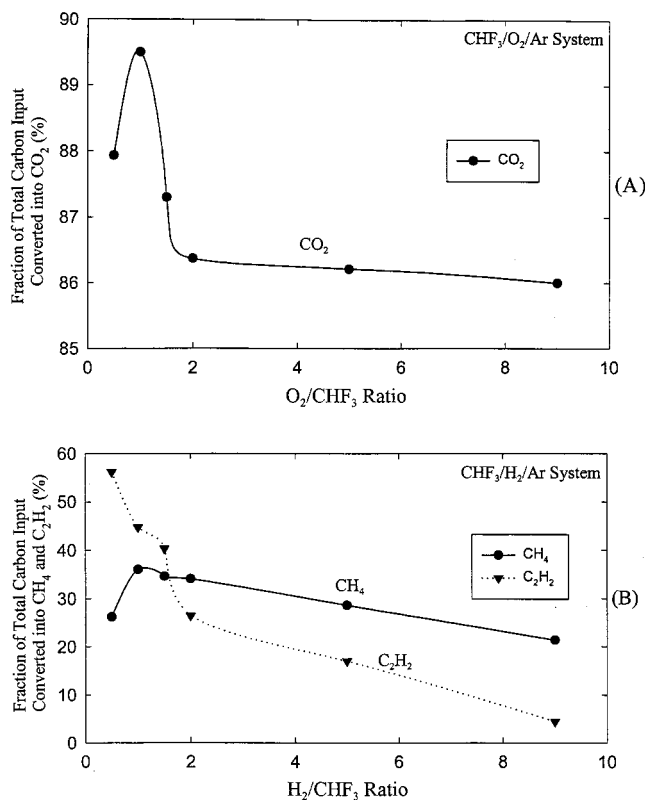 CHF3/O2/Ar System
Fraction of Total Carbon Input
Converted into CO2 (%)
90
89
88
87
86
85
CO2
CO2
(A)
0
2
4
6
8
10
O2/CHF3 Ratio
CHF3/H2/Ar System
Fraction of Total Carbon Input
Converted into CH4 and C2H2 (%)
60
50
40
30
20
10
0
CH4
C2H2
CH4
C2H2
(B)
0
2
4
6
8
10
H2/CHF3 Ratio